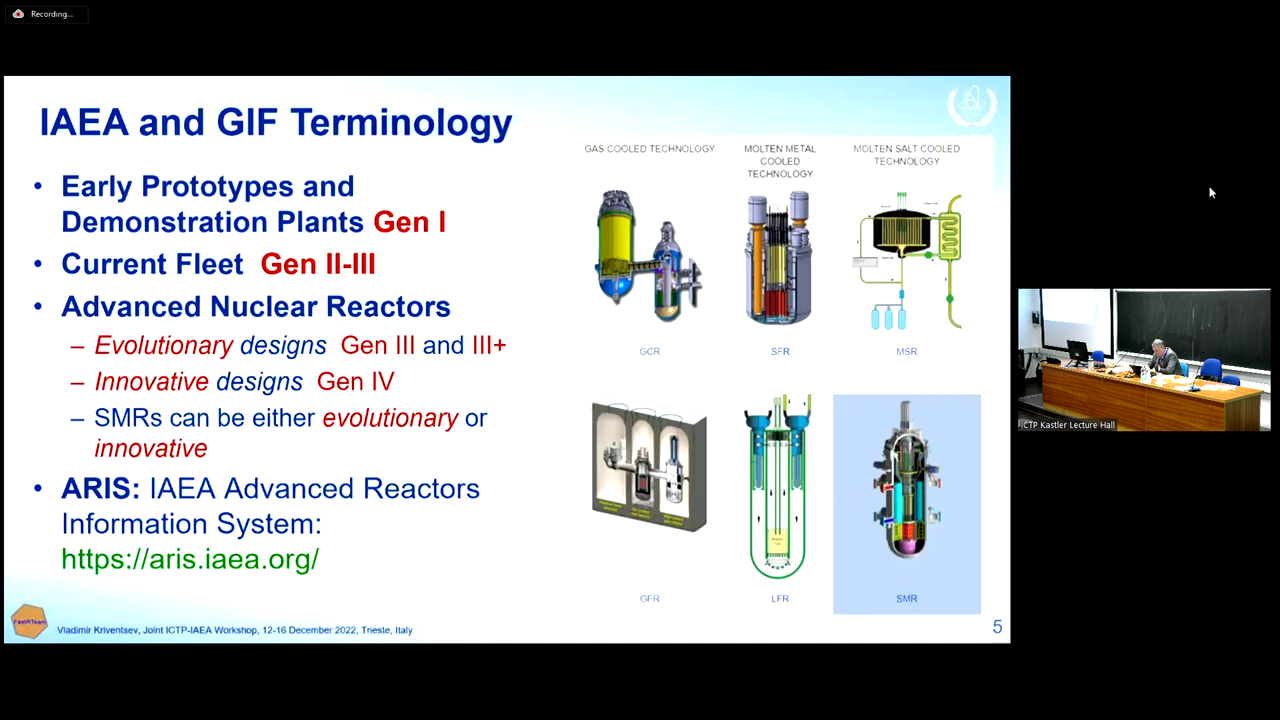 Recording...
IAEA and GIF Terminology
• Early Prototypes and
Demonstration Plants Gen I
• Current Fleet Gen II-III
• Advanced Nuclear Reactors
– Evolutionary designs Gen III and III+
– Innovative designs Gen IV
– SMRs can be either evolutionary or
innovative
• ARIS: IAEA Advanced Reactors
Information System:
https://aris.iaea.org/
GAS COOLED TECHNOLOGY
MOLTEN METAL
COOLED
TECHNOLOGY
MOLTEN SALT COOLED
TECHNOLOGY
GCR
SFR
MSR
GFR
LFR
SMR
FastRTeam
Vladimir Kriventsev, Joint ICTP-IAEA Workshop, 12-16 December 2022, Trieste, Italy
5
ICTP Kastler Lecture Hall